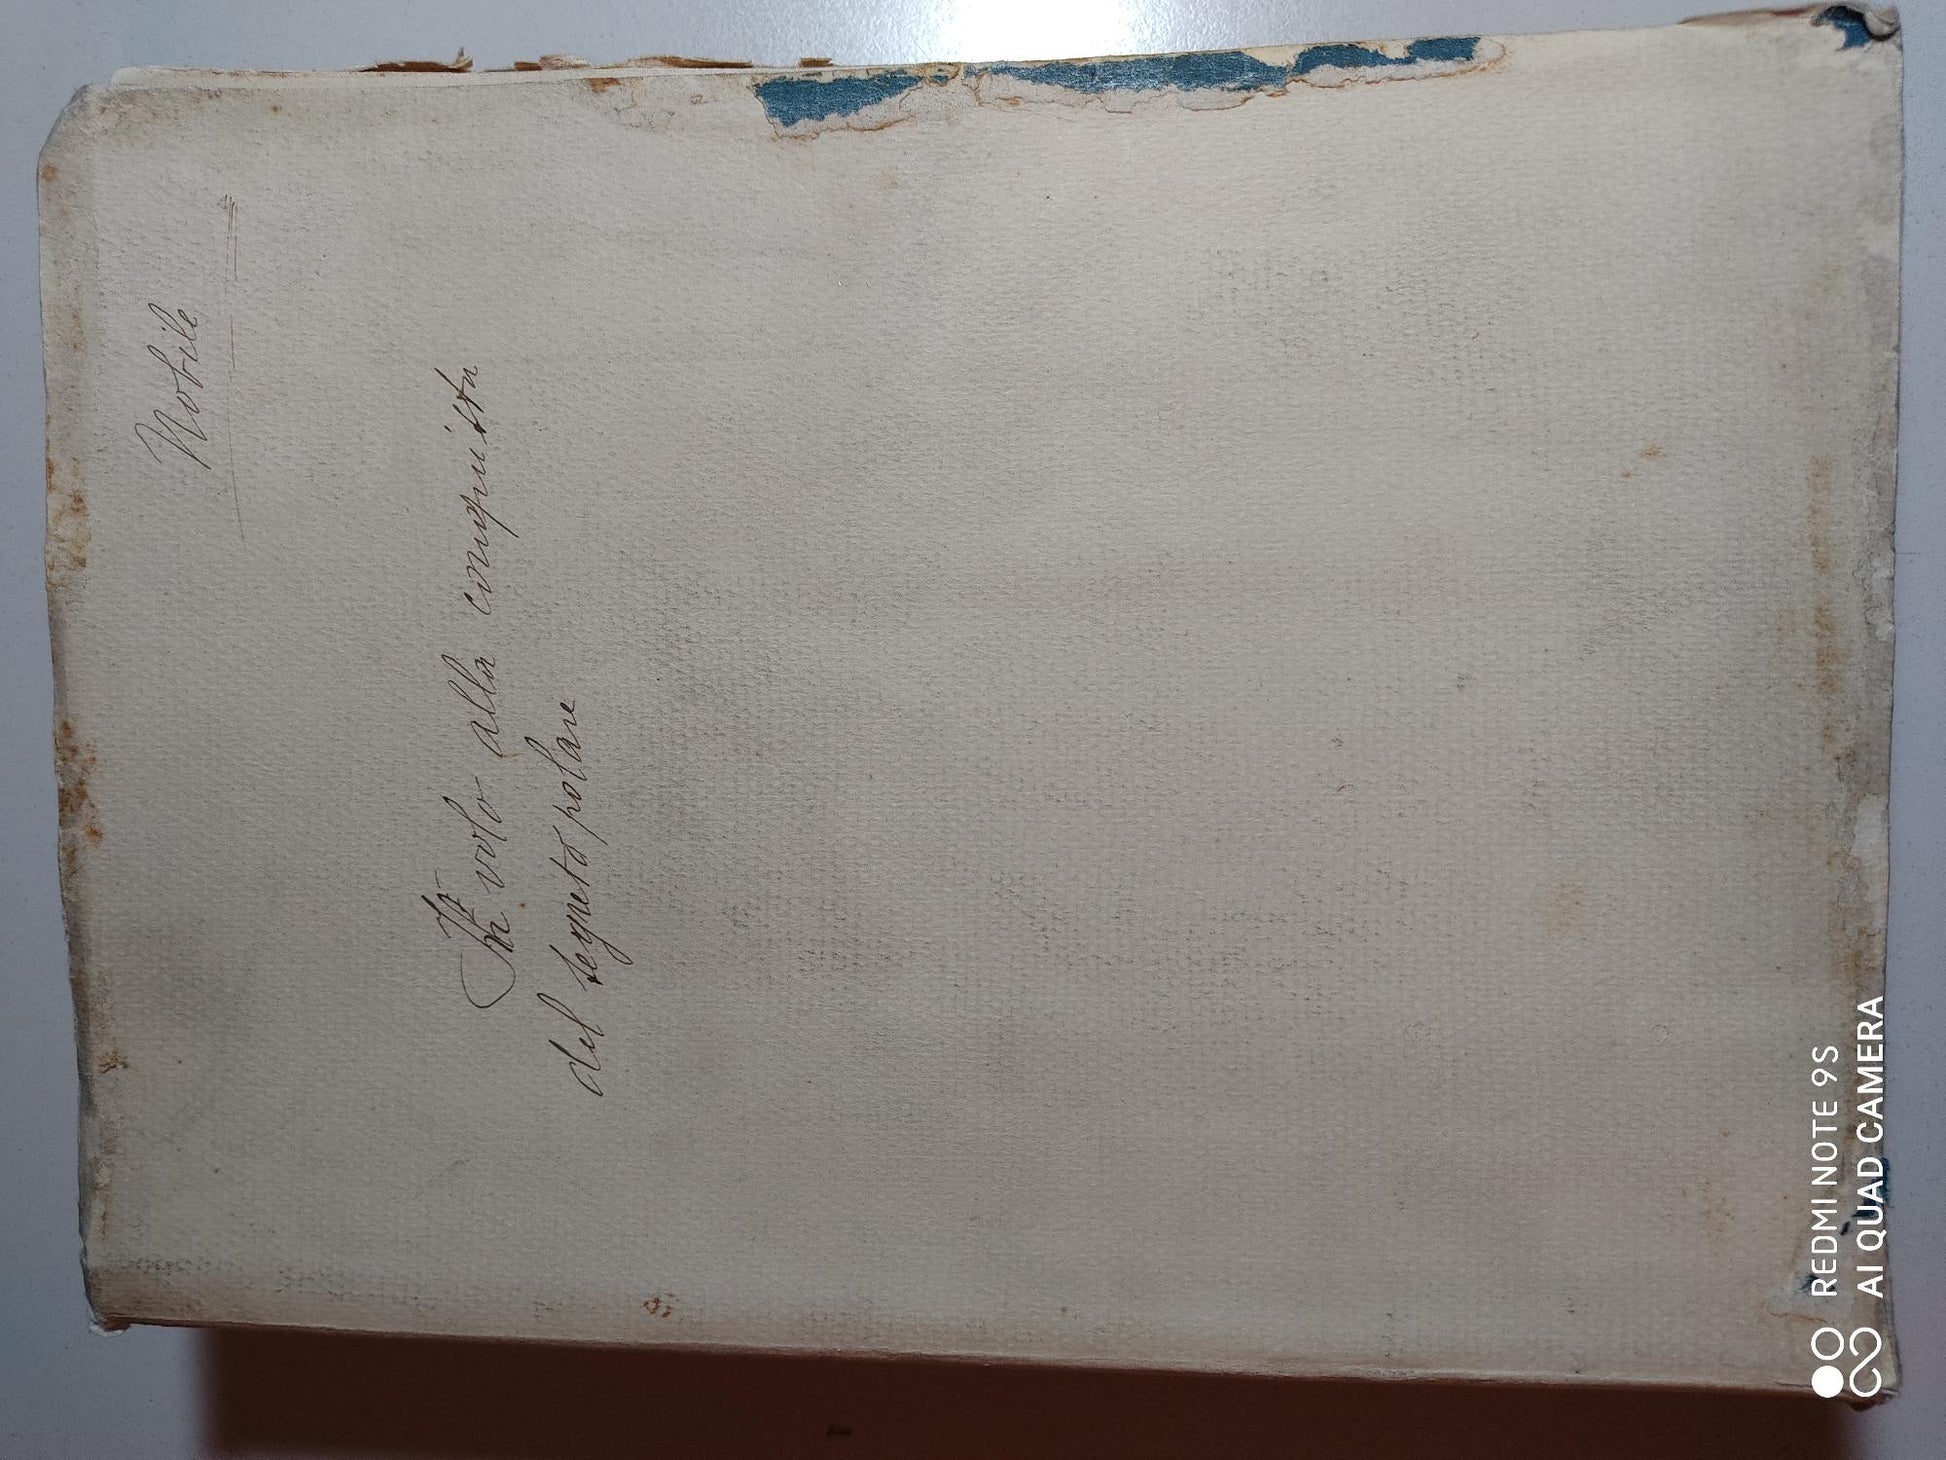 Nobile
In volo alla conquista
del segreto polare
REDMI NOTE 9S
AI QUAD CAMERA